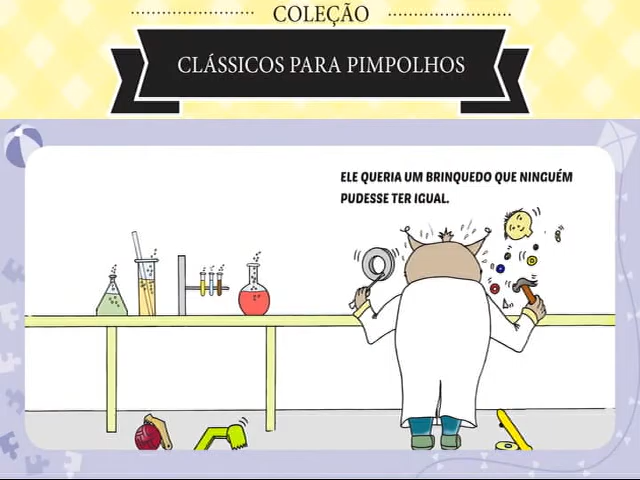 COLEÇÃO
CLÁSSICOS PARA PIMPOLHOS
ELE QUERIA UM BRINQUEDO QUE NINGUÉM
PUDESSE TER IGUAL.